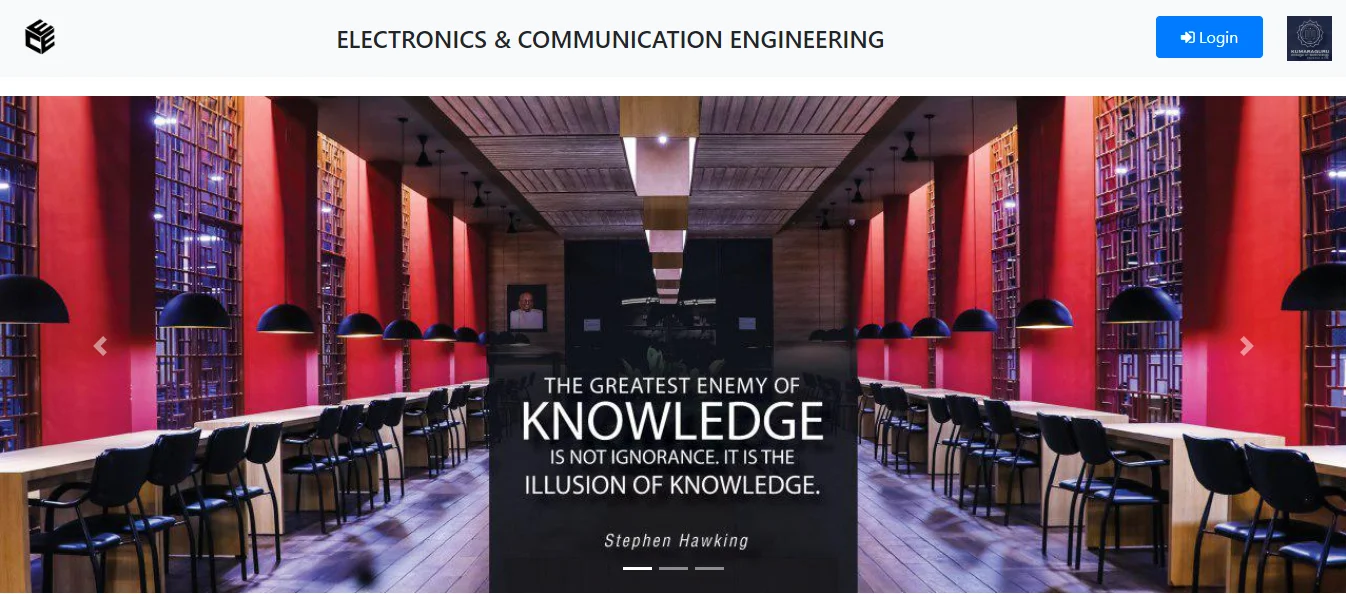 ECE
ELECTRONICS & COMMUNICATION ENGINEERING
Login
KUMARAGURU
THE GREATEST ENEMY OF
KNOWLEDGE
IS NOT IGNORANCE. IT IS THE
ILLUSION OF KNOWLEDGE.
Stephen Hawking